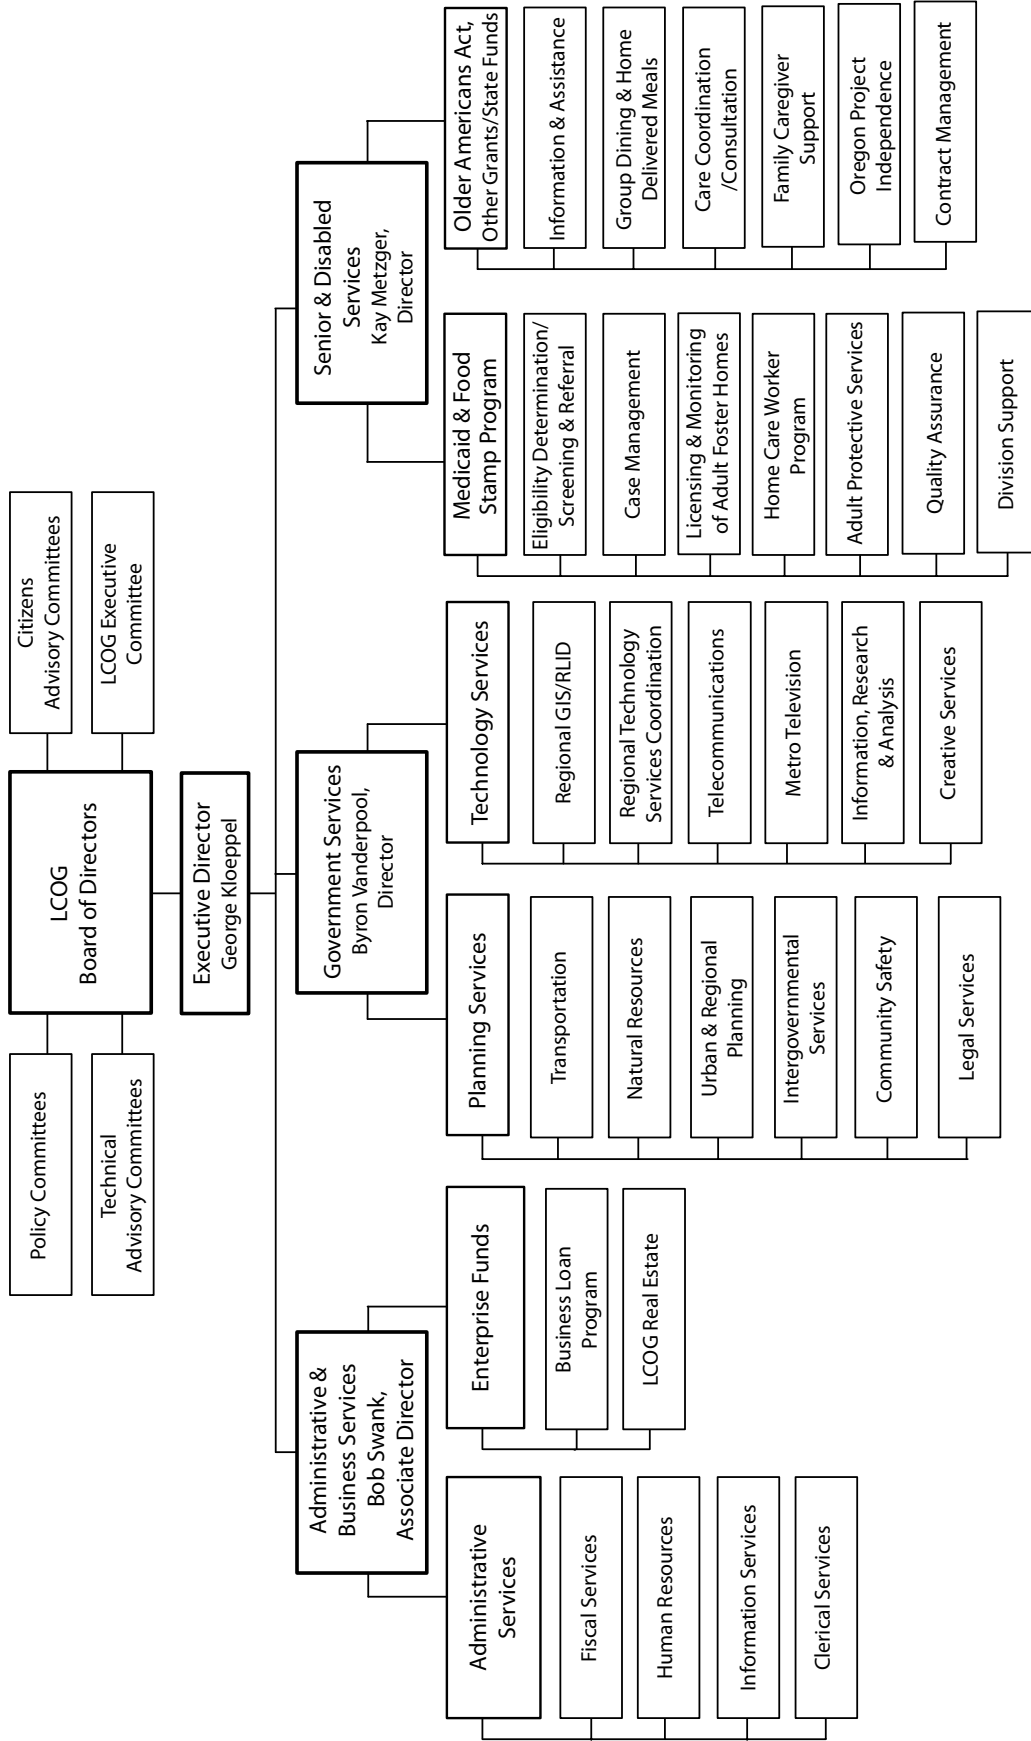 LCOG
Board of Directors
Policy Committees
Technical
Advisory Committees
Citizens
Advisory Committees
LCOG Executive
Committee
Executive Director
George Kloeppel
Administrative &
Business Services
Bob Swank,
Associate Director
Government Services
Byron Vanderpool,
Director
Senior & Disabled
Services
Kay Metzger,
Director
Administrative
Services
Fiscal Services
Human Resources
Information Services
Clerical Services
Enterprise Funds
Business Loan
Program
LCOG Real Estate
Planning Services
Transportation
Natural Resources
Urban & Regional
Planning
Intergovernmental
Services
Community Safety
Legal Services
Technology Services
Regional GIS/RLID
Regional Technology
Services Coordination
Telecommunications
Metro Television
Information, Research
& Analysis
Creative Services
Medicaid & Food
Stamp Program
Eligibility Determination/
Screening & Referral
Case Management
Licensing & Monitoring
of Adult Foster Homes
Home Care Worker
Program
Adult Protective Services
Quality Assurance
Division Support
Older Americans Act,
Other Grants/State Funds
Information & Assistance
Group Dining & Home
Delivered Meals
Care Coordination
/Consultation
Family Caregiver
Support
Oregon Project
Independence
Contract Management